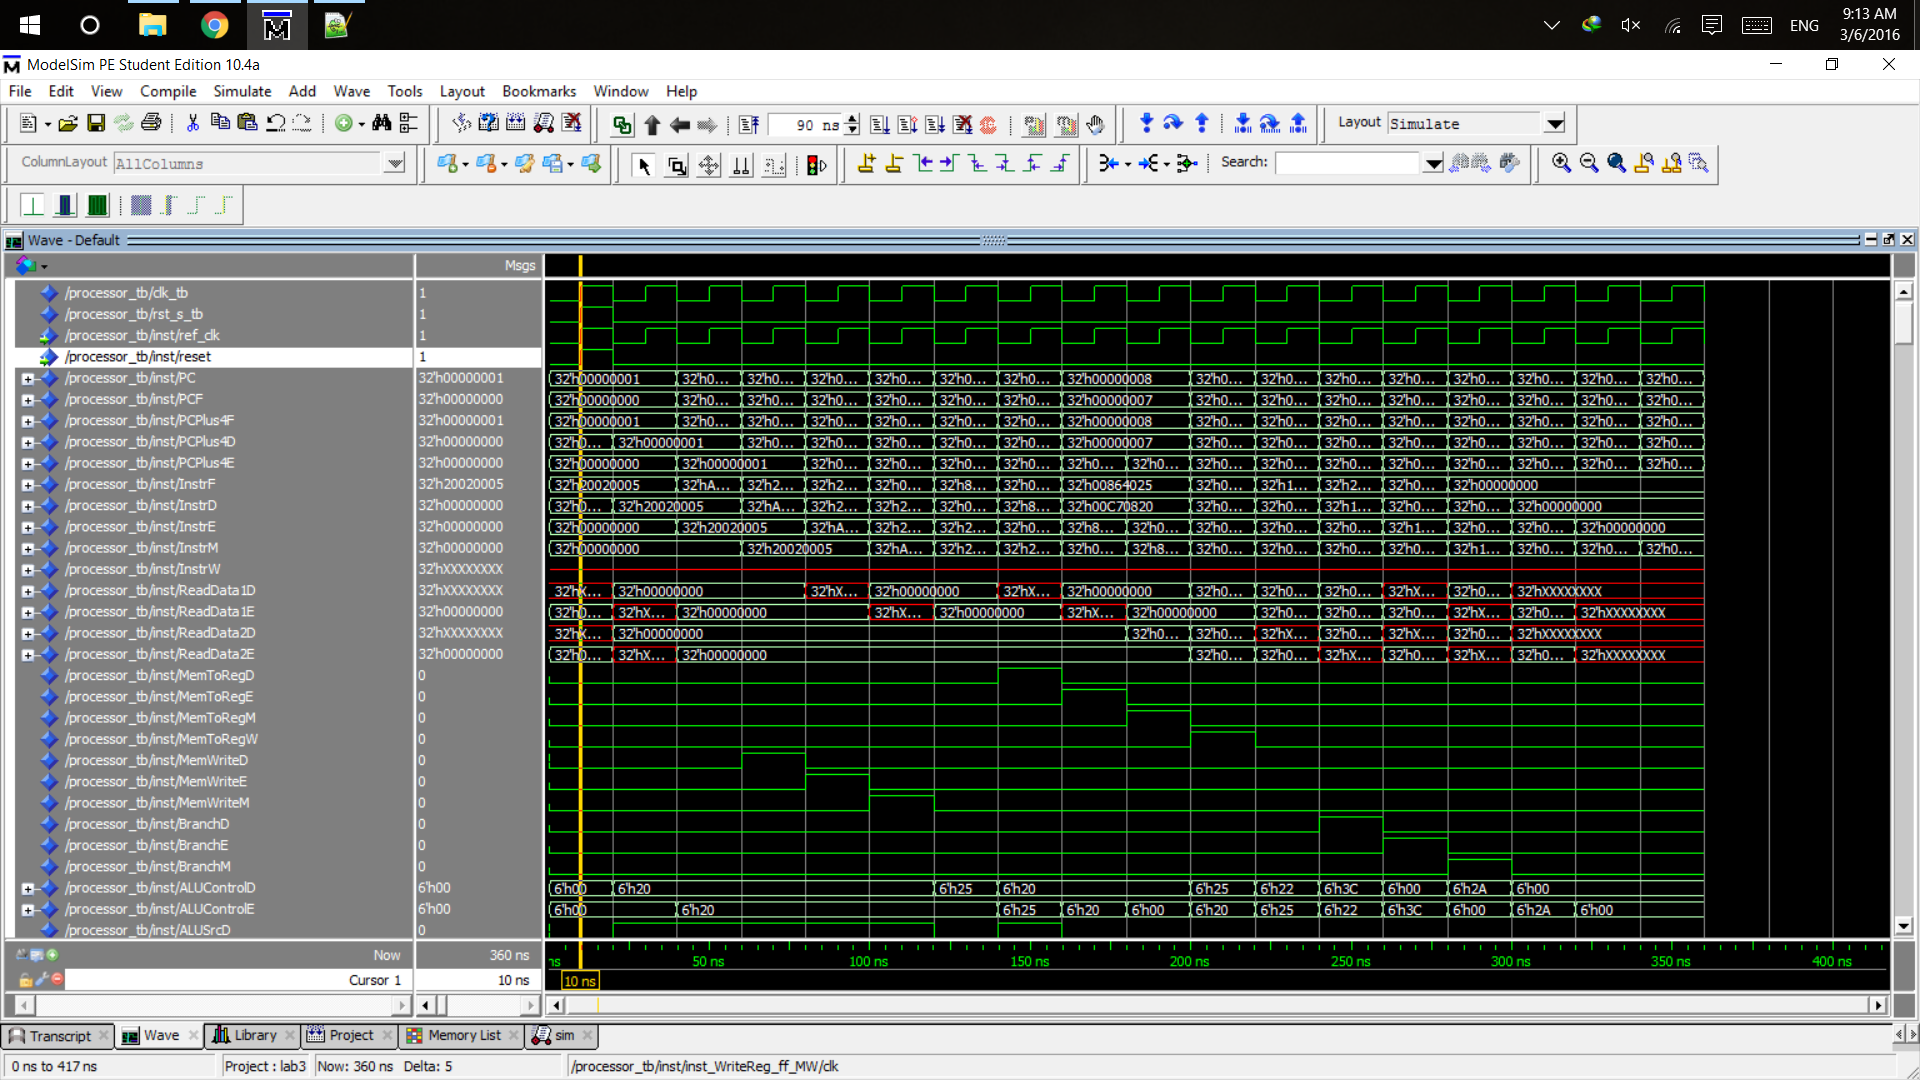 ENG
9:13 AM
3/6/2016
ModelSim PE Student Edition 10.4a
File Edit View Compile Simulate Add Wave Tools Layout Bookmarks Window Help
90 ns
Layout Simulate
ColumnLayout AllColumns
Search:
Wave - Default
Msgs
/processor_tb/clk_tb 1
/processor_tb/rst_s_tb 1
/processor_tb/inst/ref_clk 1
/processor_tb/inst/reset 1
/processor_tb/inst/PC 32'h00000001 32'h00000001 32'h0... 32'h0... 32'h0... 32'h0... 32'h0... 32'h0... 32'h00000008 32'h0... 32'h0... 32'h0... 32'h0... 32'h0... 32'h0... 32'h0... 32'h0...
/processor_tb/inst/PCF 32'h00000000 32'h00000000 32'h0... 32'h0... 32'h0... 32'h0... 32'h0... 32'h0... 32'h00000007 32'h0... 32'h0... 32'h0... 32'h0... 32'h0... 32'h0... 32'h0... 32'h0...
/processor_tb/inst/PCPlus4F 32'h00000001 32'h00000001 32'h0... 32'h0... 32'h0... 32'h0... 32'h0... 32'h0... 32'h00000008 32'h0... 32'h0... 32'h0... 32'h0... 32'h0... 32'h0... 32'h0... 32'h0...
/processor_tb/inst/PCPlus4D 32'h00000000 32'h0... 32'h00000001 32'h0... 32'h0... 32'h0... 32'h0... 32'h0... 32'h00000007 32'h0... 32'h0... 32'h0... 32'h0... 32'h0... 32'h0... 32'h0... 32'h0...
/processor_tb/inst/PCPlus4E 32'h00000000 32'h00000000 32'h00000001 32'h0... 32'h0... 32'h0... 32'h0... 32'h0... 32'h0... 32'h0... 32'h0... 32'h0... 32'h0... 32'h0... 32'h0... 32'h0... 32'h0...
/processor_tb/inst/InstrF 32'h20020005 32'h20020005 32'hA... 32'h2... 32'h2... 32'h0... 32'h8... 32'h0... 32'h00864025 32'h0... 32'h1... 32'h2... 32'h0... 32'h00000000
/processor_tb/inst/InstrD 32'h00000000 32'h0... 32'h20020005 32'hA... 32'h2... 32'h2... 32'h0... 32'h8... 32'h00C70820 32'h0... 32'h0... 32'h1... 32'h2... 32'h0... 32'h00000000
/processor_tb/inst/InstrE 32'h00000000 32'h00000000 32'h20020005 32'hA... 32'h2... 32'h2... 32'h0... 32'h8... 32'h0... 32'h0... 32'h0... 32'h0... 32'h1... 32'h0... 32'h0... 32'h00000000
/processor_tb/inst/InstrM 32'h00000000 32'h00000000 32'h20020005 32'hA... 32'h2... 32'h2... 32'h0... 32'h8... 32'h0... 32'h0... 32'h0... 32'h0... 32'h1... 32'h0... 32'h0... 32'h0...
/processor_tb/inst/InstrW 32'hXXXXXXXX
/processor_tb/inst/ReadData1D 32'hXXXXXXXX 32'hX... 32'h00000000 32'hX... 32'h00000000 32'hX... 32'h00000000 32'h0... 32'h0... 32'h0... 32'hX... 32'h0... 32'hXXXXXXXX
/processor_tb/inst/ReadData1E 32'h00000000 32'h0... 32'hX... 32'h00000000 32'hX... 32'h00000000 32'hX... 32'h00000000 32'h0... 32'h0... 32'h0... 32'hX... 32'h0... 32'hXXXXXXXX
/processor_tb/inst/ReadData2D 32'hXXXXXXXX 32'hX... 32'h00000000 32'h0... 32'h0... 32'hX... 32'h0... 32'hX... 32'h0... 32'hXXXXXXXX
/processor_tb/inst/ReadData2E 32'h00000000 32'h0... 32'hX... 32'h00000000 32'h0... 32'h0... 32'hX... 32'h0... 32'hX... 32'h0... 32'hXXXXXXXX
/processor_tb/inst/MemToRegD 0
/processor_tb/inst/MemToRegE 0
/processor_tb/inst/MemToRegM 0
/processor_tb/inst/MemToRegW 0
/processor_tb/inst/MemWriteD 0
/processor_tb/inst/MemWriteE 0
/processor_tb/inst/MemWriteM 0
/processor_tb/inst/BranchD 0
/processor_tb/inst/BranchE 0
/processor_tb/inst/BranchM 0
/processor_tb/inst/ALUControlD 6'h00 6'h00 6'h20 6'h25 6'h20 6'h25 6'h22 6'h3C 6'h00 6'h2A 6'h00
/processor_tb/inst/ALUControlE 6'h00 6'h00 6'h20 6'h25 6'h20 6'h00 6'h20 6'h25 6'h22 6'h3C 6'h00 6'h2A 6'h00
/processor_tb/inst/ALUSrcD 0
Now 360 ns ns 50 ns 100 ns 150 ns 200 ns 250 ns 300 ns 350 ns 400 ns
Cursor 1 10 ns 10 ns
Transcript Wave Library Project Memory List sim
0 ns to 417 ns Project : lab3 Now: 360 ns Delta: 5 /processor_tb/inst/inst_WriteReg_ff_MW/clk